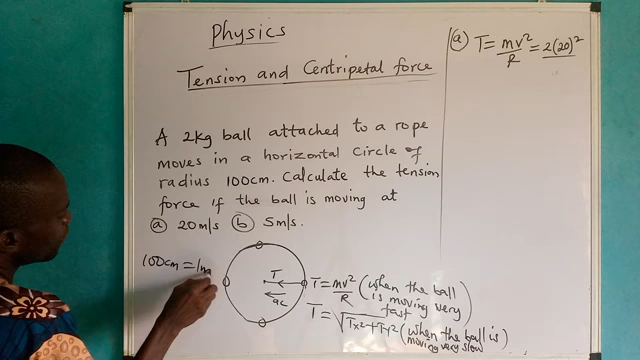 Physics
Tension and Centripetal force
A 2kg ball attached to a rope
moves in a horizontal circle of
radius 100cm. Calculate the tension
force if the ball is moving at
(a) 20m/s (b) 5m/s.
100cm = 1m
T
ac
T = mv²/R (when the ball
is moving very
fast
T = √Tx²+Ty² (when the ball is)
moving very slow
(a) T = mv²/R = 2(20)²